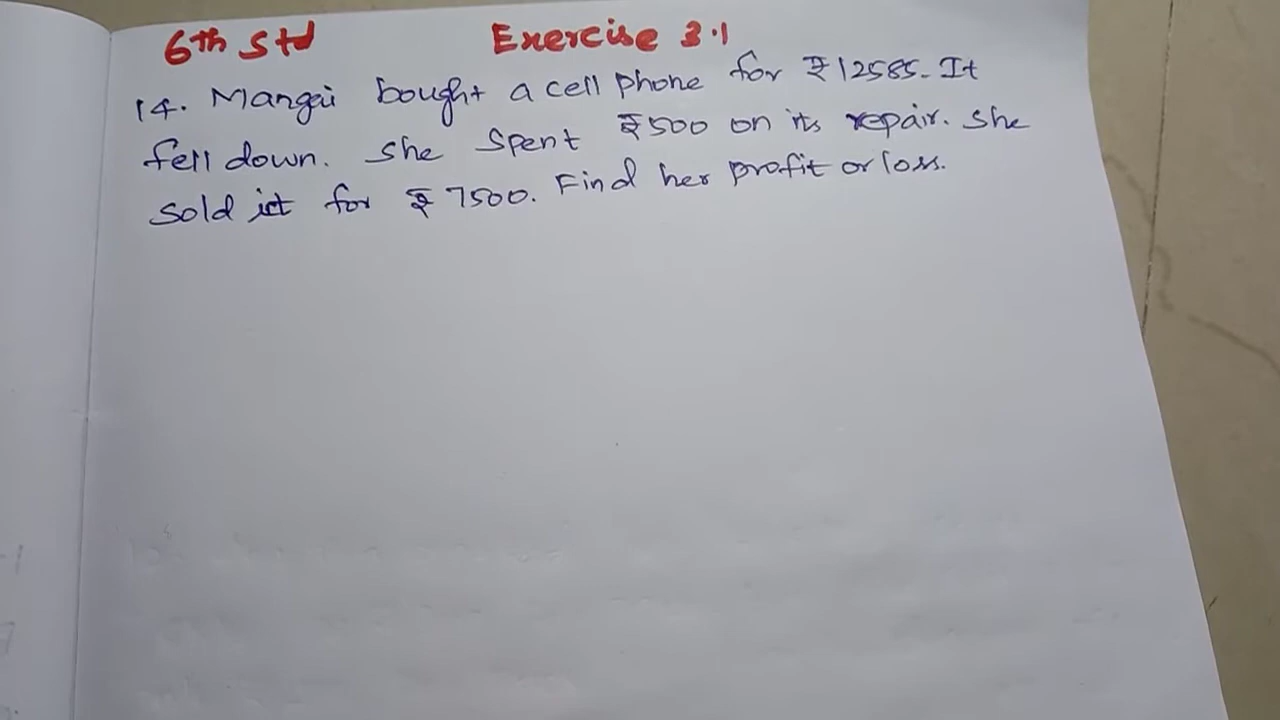 6th Std Exercise 3.1
14. Mangai bought a cell phone for ₹12585. It
fell down. She spent ₹500 on its repair. She
sold it for ₹7500. Find her profit or loss.